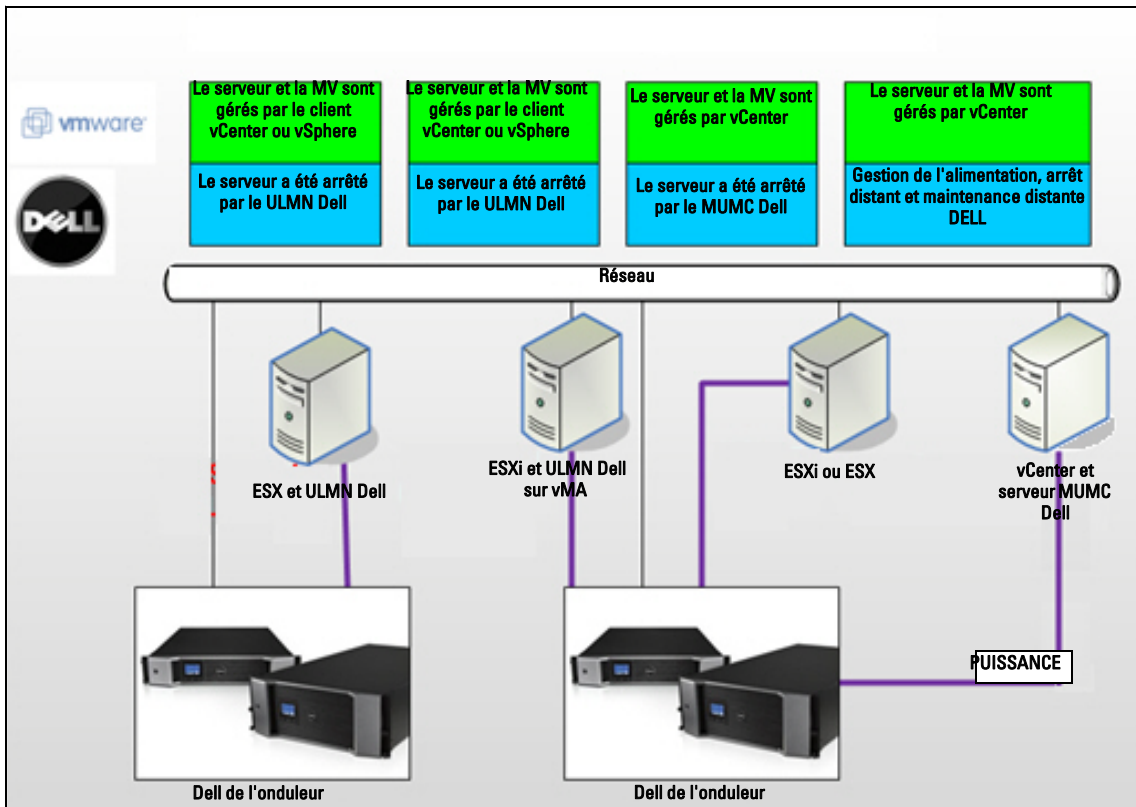 vmware
DELL
Le serveur et la MV sont
gérés par le client
vCenter ou vSphere
Le serveur a été arrêté
par le ULMN Dell
Le serveur et la MV sont
gérés par le client
vCenter ou vSphere
Le serveur a été arrêté
par le ULMN Dell
Le serveur et la MV sont
gérés par vCenter
Le serveur a été arrêté
par le MUMC Dell
Le serveur et la MV sont
gérés par vCenter
Gestion de l'alimentation, arrêt
distant et maintenance distante
DELL
Réseau
ESX et ULMN Dell
ESXi et ULMN Dell
sur vMA
ESXi ou ESX
vCenter et
serveur MUMC
Dell
PUISSANCE
Dell de l'onduleur
Dell de l'onduleur